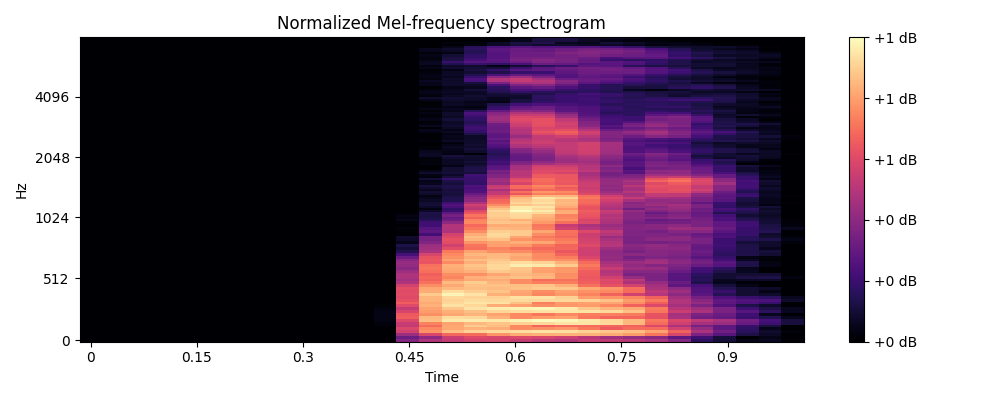 Normalized Mel-frequency spectrogram
Hz
4096
2048
1024
512
0
0 0.15 0.3 0.45 0.6 0.75 0.9
Time
+1 dB
+1 dB
+1 dB
+0 dB
+0 dB
+0 dB